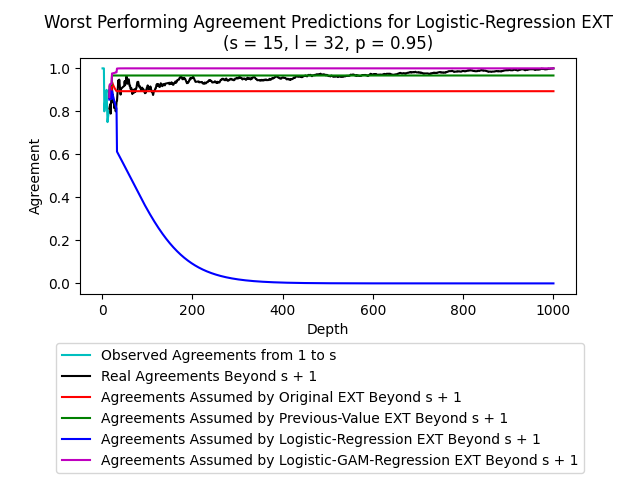 Worst Performing Agreement Predictions for Logistic-Regression EXT
(s = 15, l = 32, p = 0.95)
Agreement
1.0
0.8
0.6
0.4
0.2
0.0
0 200 400 600 800 1000
Depth
Observed Agreements from 1 to s
Real Agreements Beyond s + 1
Agreements Assumed by Original EXT Beyond s + 1
Agreements Assumed by Previous-Value EXT Beyond s + 1
Agreements Assumed by Logistic-Regression EXT Beyond s + 1
Agreements Assumed by Logistic-GAM-Regression EXT Beyond s + 1